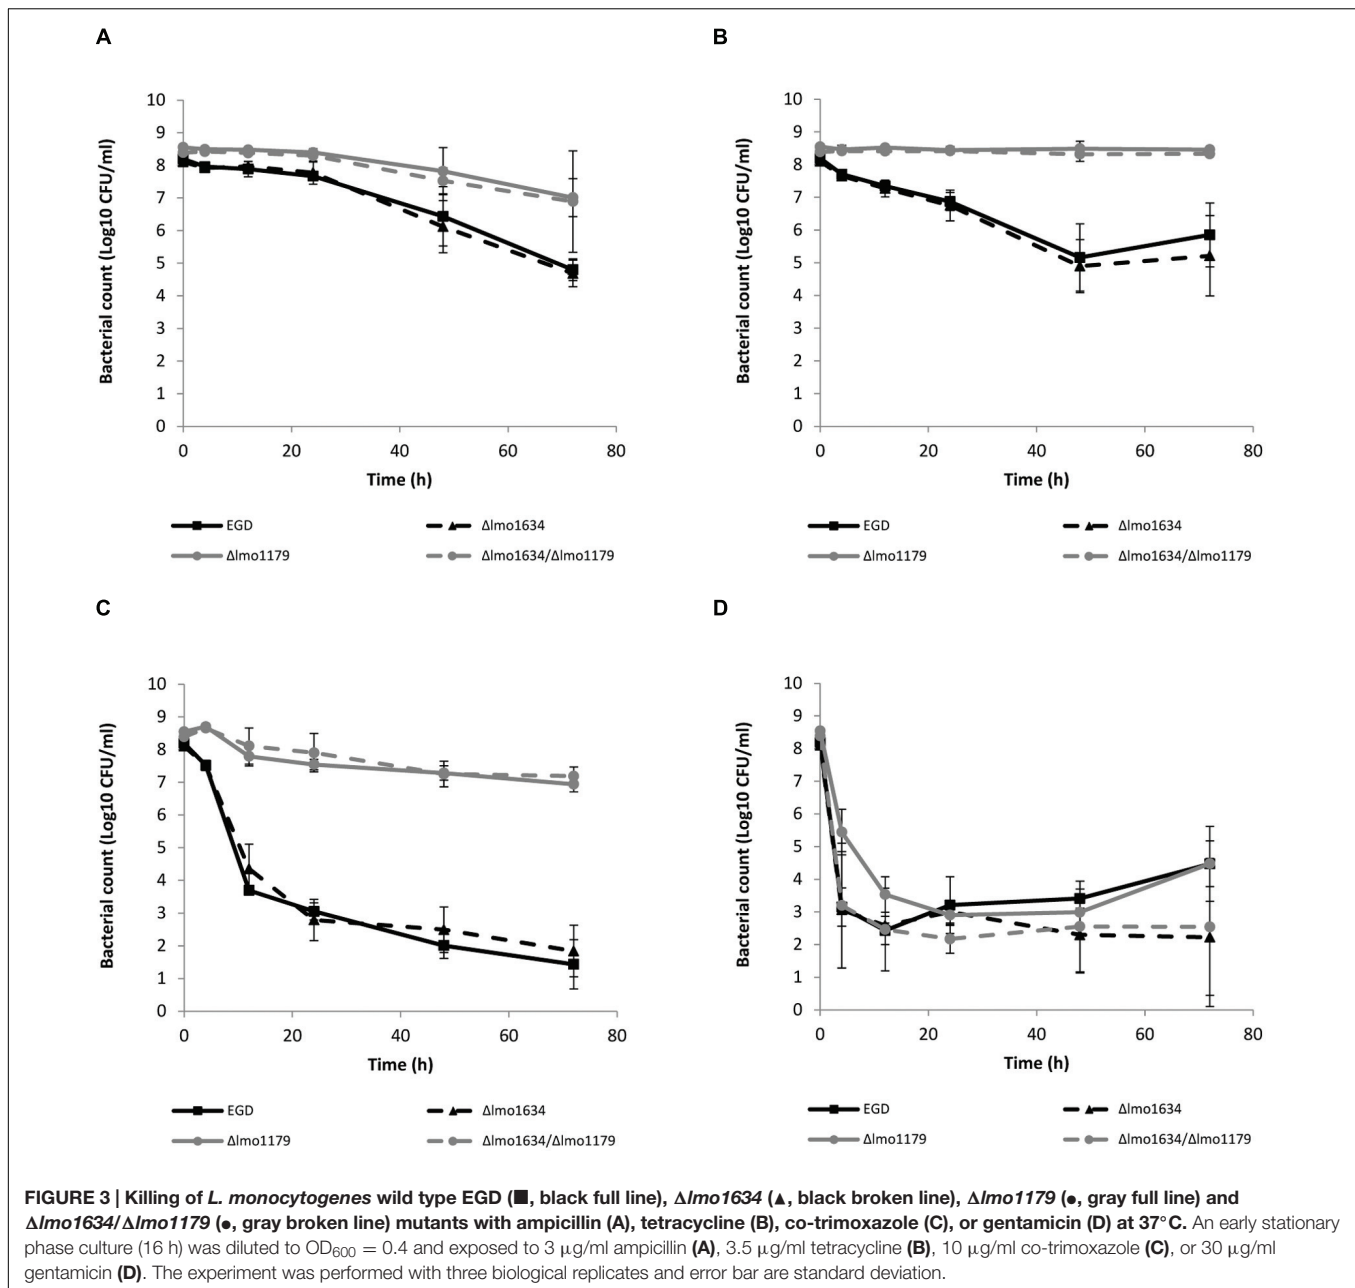 A
Bacterial count (Log10 CFU/ml)
10
9
8
7
6
5
4
3
2
1
0
0 20 40 60 80
Time (h)
EGD Δlmo1634
Δlmo1179 Δlmo1634/Δlmo1179
B
Bacterial count (Log10 CFU/ml)
10
9
8
7
6
5
4
3
2
1
0
0 20 40 60 80
Time (h)
EGD Δlmo1634
Δlmo1179 Δlmo1634/Δlmo1179
C
Bacterial count (Log10 CFU/ml)
10
9
8
7
6
5
4
3
2
1
0
0 20 40 60 80
Time (h)
EGD Δlmo1634
Δlmo1179 Δlmo1634/Δlmo1179
D
Bacterial count (Log10 CFU/ml)
10
9
8
7
6
5
4
3
2
1
0
0 20 40 60 80
Time (h)
EGD Δlmo1634
Δlmo1179 Δlmo1634/Δlmo1179
FIGURE 3 | Killing of L. monocytogenes wild type EGD (■, black full line), Δlmo1634 (▲, black broken line), Δlmo1179 (●, gray full line) and
Δlmo1634/Δlmo1179 (●, gray broken line) mutants with ampicillin (A), tetracycline (B), co-trimoxazole (C), or gentamicin (D) at 37°C. An early stationary
phase culture (16 h) was diluted to OD600 = 0.4 and exposed to 3 μg/ml ampicillin (A), 3.5 μg/ml tetracycline (B), 10 μg/ml co-trimoxazole (C), or 30 μg/ml
gentamicin (D). The experiment was performed with three biological replicates and error bar are standard deviation.